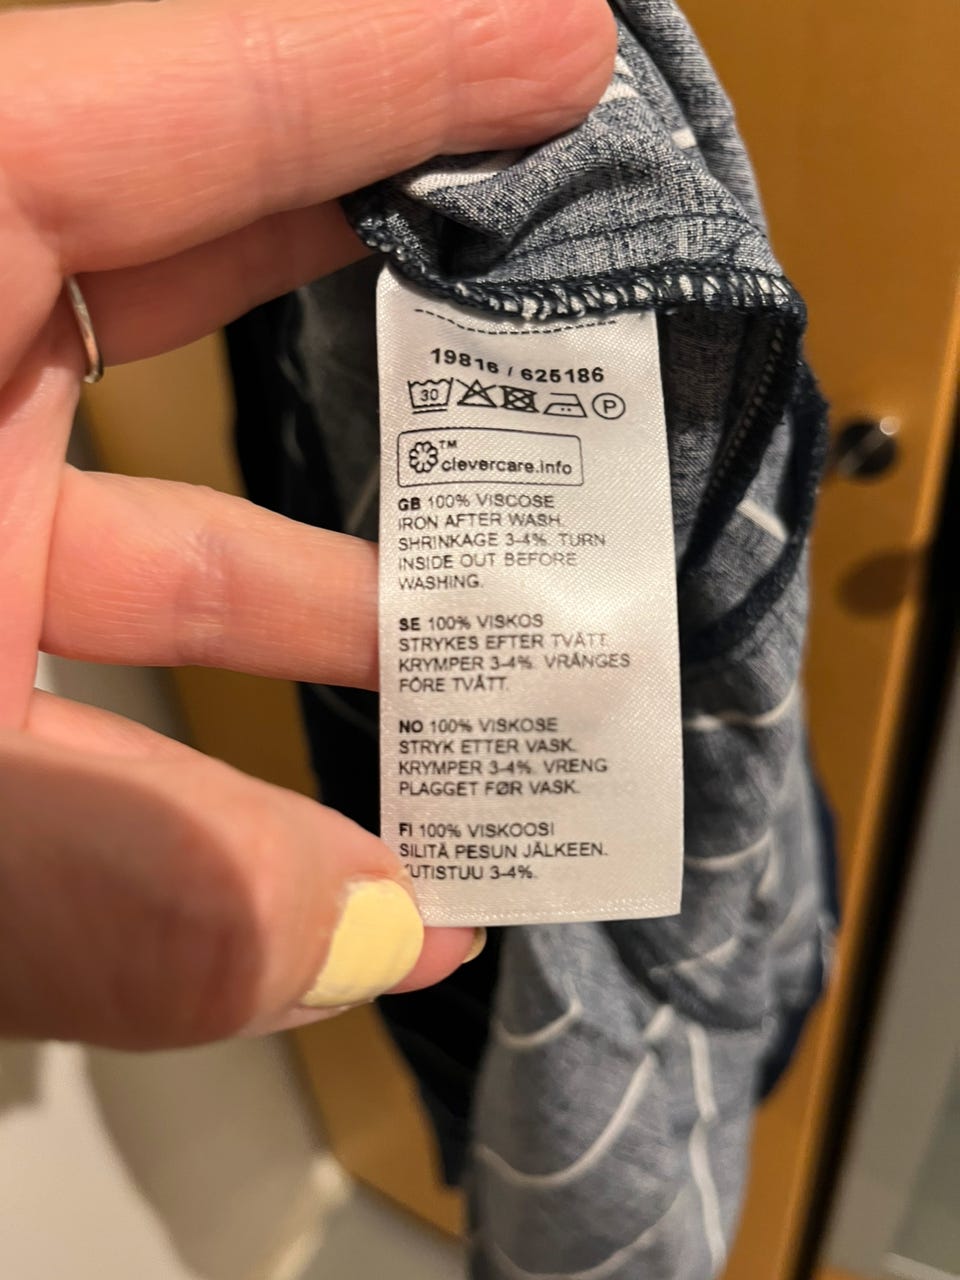 19816 / 625186
30 P
TM
clevercare.info
GB 100% VISCOSE
IRON AFTER WASH.
SHRINKAGE 3-4%. TURN
INSIDE OUT BEFORE
WASHING.
SE 100% VISKOS
STRYKES EFTER TVÄTT.
KRYMPER 3-4%. VRÄNGES
FÖRE TVÄTT.
NO 100% VISKOSE
STRYK ETTER VASK.
KRYMPER 3-4%. VRENG
PLAGGET FØR VASK.
FI 100% VISKOOSI
SILITÄ PESUN JÄLKEEN.
KUTISTUU 3-4%.